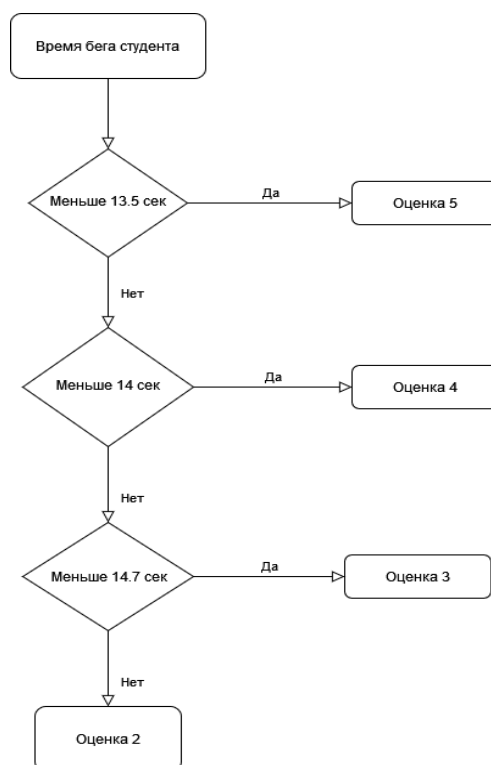 Время бега студента
Меньше 13.5 сек
Да
Оценка 5
Нет
Меньше 14 сек
Да
Оценка 4
Нет
Меньше 14.7 сек
Да
Оценка 3
Нет
Оценка 2